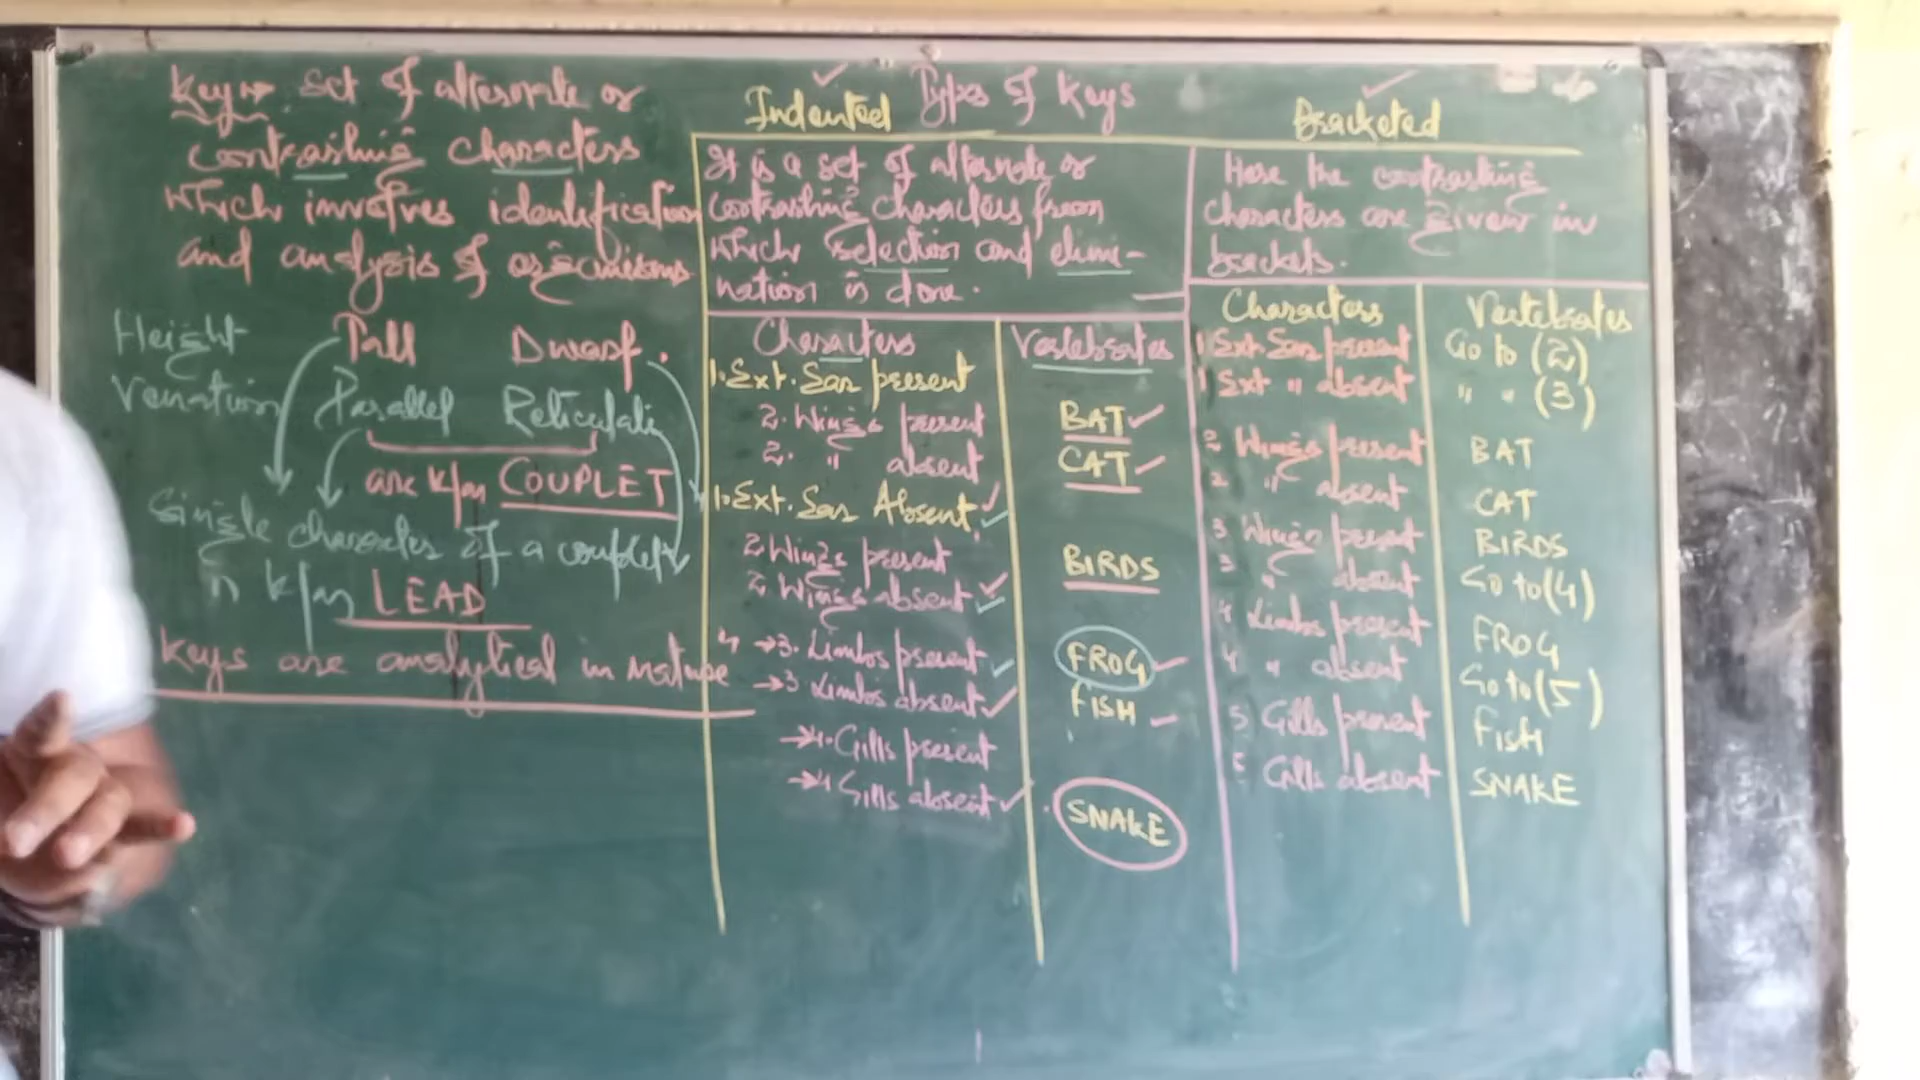 Key → Set of alternate or
contrasting characters
which involves identification
and analysis of organisms
Height Tall Dwarf.
Venation Parallel Reticulate
are k/as COUPLET
Single character of a couplet
is k/as LEAD
Keys are analytical in nature
Types of Keys
Indented
It is a set of alternate or
contrasting characters from
which selection and elimi-
nation is done.
Characters Vertebrates
1. Ext. Ear present
2. Wings present BAT
2. " absent CAT
1. Ext. Ear Absent
2 Wings present BIRDS
2. Wings absent
4 → 3. Limbs present FROG
→ 3 Limbs absent FISH
→ 4. Gills present
→ 4 Gills absent SNAKE
Bracketed
Here the contrasting
characters are given in
brackets.
Characters Vertebrates
1 Ext. Ear present Go to (2)
1 Ext " absent " " (3)
2 Wings present BAT
2 " absent CAT
3 Wings present BIRDS
3 " absent Go to (4)
4 Limbs present FROG
4 " absent Go to (5)
5 Gills present FisH
5 Gills absent SNAKE